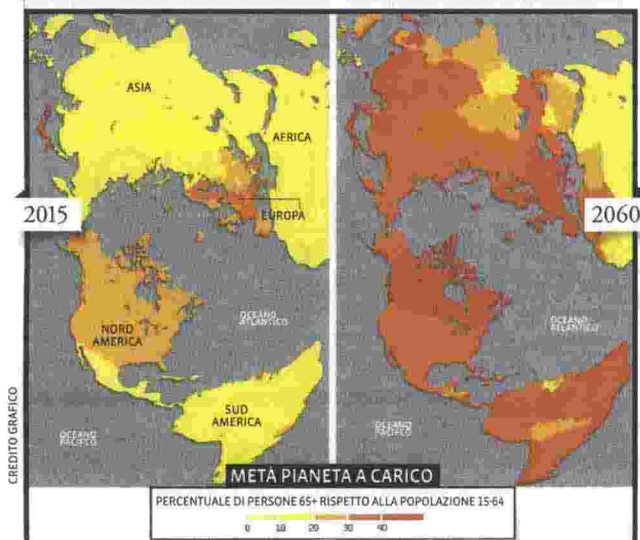 ASIA
AFRICA
EUROPA
2015
2060
NORD
AMERICA
OCEANO
ATLANTICO
OCEANO
ATLANTICO
SUD
AMERICA
OCEANO
PACIFICO
OCEANO
PACIFICO
CREDITO GRAFICO
METÀ PIANETA A CARICO
PERCENTUALE DI PERSONE 65+ RISPETTO ALLA POPOLAZIONE 15-64
0 10 20 30 40